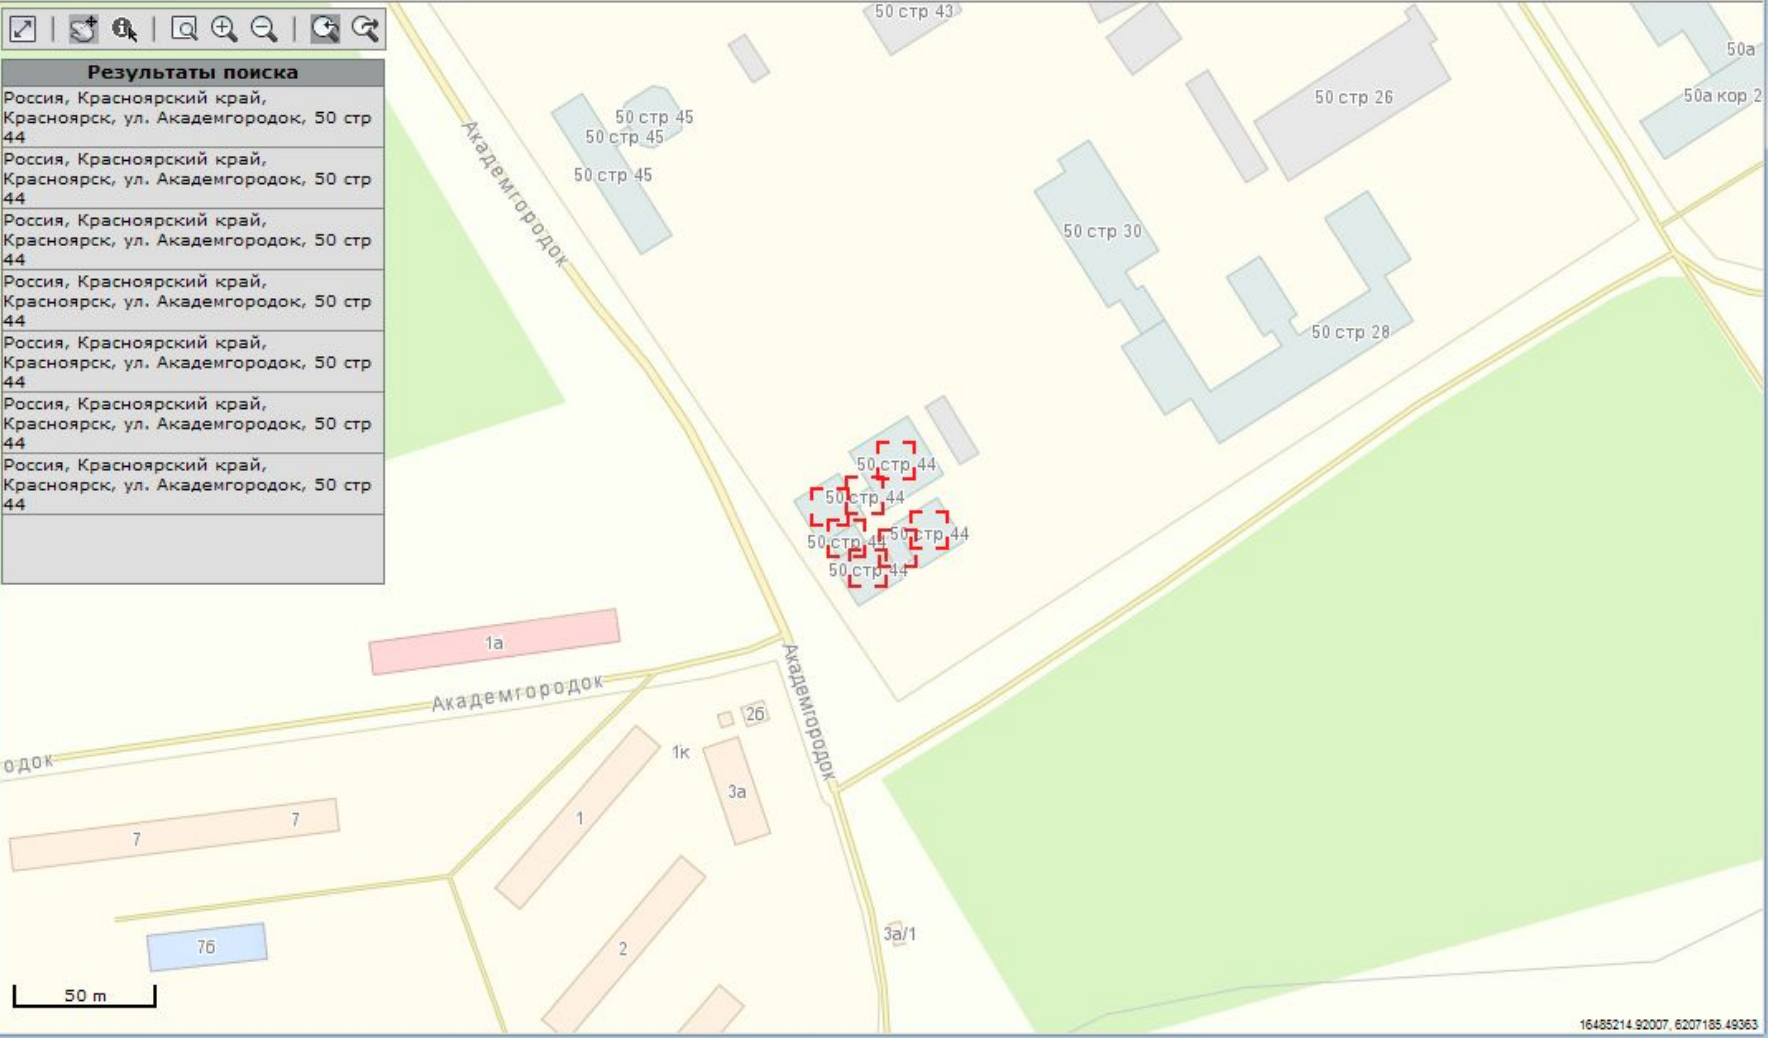 Результаты поиска
Россия, Красноярский край,
Красноярск, ул. Академгородок, 50 стр
44
Россия, Красноярский край,
Красноярск, ул. Академгородок, 50 стр
44
Россия, Красноярский край,
Красноярск, ул. Академгородок, 50 стр
44
Россия, Красноярский край,
Красноярск, ул. Академгородок, 50 стр
44
Россия, Красноярский край,
Красноярск, ул. Академгородок, 50 стр
44
Россия, Красноярский край,
Красноярск, ул. Академгородок, 50 стр
44
Россия, Красноярский край,
Красноярск, ул. Академгородок, 50 стр
44
50 стр 43
50а
50 стр 26
50а кор 2
50 стр 45
50 стр 45
50 стр 45
Академгородок
50 стр 30
50 стр 28
50 стр 44
50 стр 44
50 стр 44
50 стр 44
50 стр 44
1а
Академгородок
Академгородок
2б
1к
одок
3а
1
7
7
3а/1
7б
2
50 m
16485214.92007, 6207185.49363